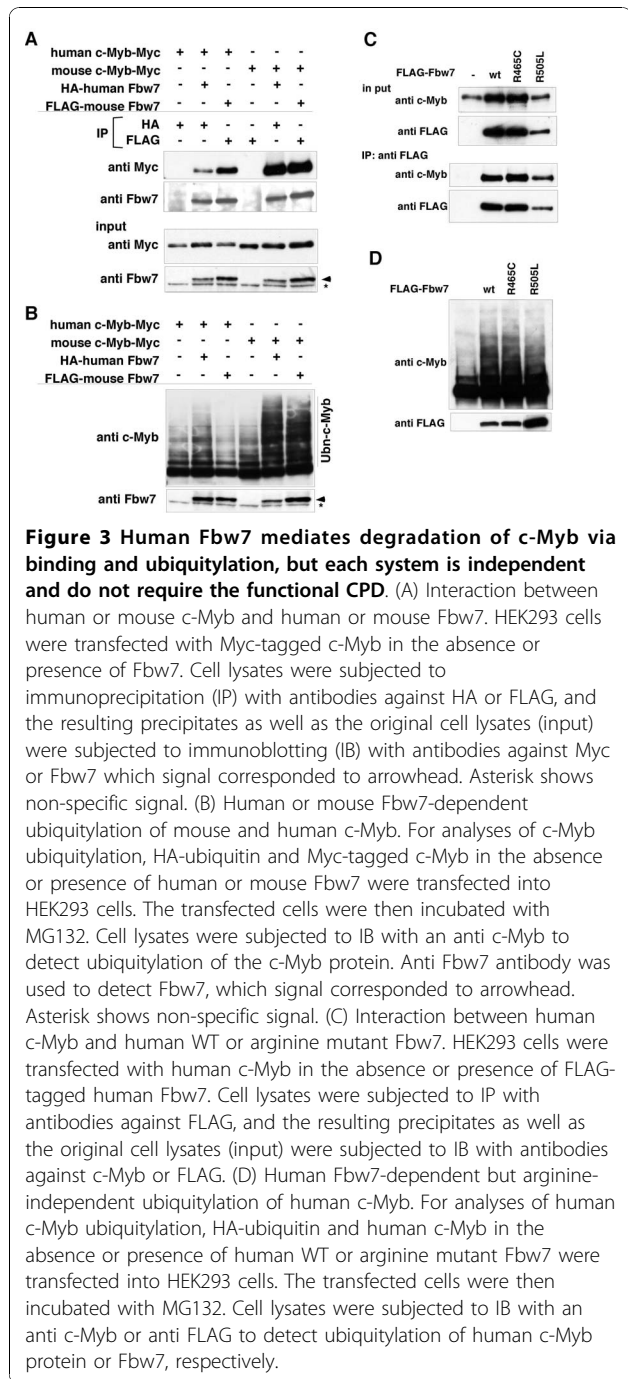 A
human c-Myb-Myc + + + - - -
mouse c-Myb-Myc - - - + + +
HA-human Fbw7 - + - - + -
FLAG-mouse Fbw7 - - + - - +
IP [ HA + + - - + -
FLAG - - + + - +
anti Myc
anti Fbw7
input
anti Myc
anti Fbw7
*
B
human c-Myb-Myc + + + - - -
mouse c-Myb-Myc - - - + + +
HA-human Fbw7 - + - - + -
FLAG-mouse Fbw7 - - + - - +
anti c-Myb
Ubn-c-Myb
anti Fbw7
*
C
FLAG-Fbw7 - wt R465C R505L
in put
anti c-Myb
anti FLAG
IP: anti FLAG
anti c-Myb
anti FLAG
D
FLAG-Fbw7 wt R465C R505L
anti c-Myb
anti FLAG
Figure 3 Human Fbw7 mediates degradation of c-Myb via
binding and ubiquitylation, but each system is independent
and do not require the functional CPD. (A) Interaction between
human or mouse c-Myb and human or mouse Fbw7. HEK293 cells
were transfected with Myc-tagged c-Myb in the absence or
presence of Fbw7. Cell lysates were subjected to
immunoprecipitation (IP) with antibodies against HA or FLAG, and
the resulting precipitates as well as the original cell lysates (input)
were subjected to immunoblotting (IB) with antibodies against Myc
or Fbw7 which signal corresponded to arrowhead. Asterisk shows
non-specific signal. (B) Human or mouse Fbw7-dependent
ubiquitylation of mouse and human c-Myb. For analyses of c-Myb
ubiquitylation, HA-ubiquitin and Myc-tagged c-Myb in the absence
or presence of human or mouse Fbw7 were transfected into
HEK293 cells. The transfected cells were then incubated with
MG132. Cell lysates were subjected to IB with an anti c-Myb to
detect ubiquitylation of the c-Myb protein. Anti Fbw7 antibody was
used to detect Fbw7, which signal corresponded to arrowhead.
Asterisk shows non-specific signal. (C) Interaction between human
c-Myb and human WT or arginine mutant Fbw7. HEK293 cells were
transfected with human c-Myb in the absence or presence of FLAG-
tagged human Fbw7. Cell lysates were subjected to IP with
antibodies against FLAG, and the resulting precipitates as well as
the original cell lysates (input) were subjected to IB with antibodies
against c-Myb or FLAG. (D) Human Fbw7-dependent but arginine-
independent ubiquitylation of human c-Myb. For analyses of human
c-Myb ubiquitylation, HA-ubiquitin and human c-Myb in the
absence or presence of human WT or arginine mutant Fbw7 were
transfected into HEK293 cells. The transfected cells were then
incubated with MG132. Cell lysates were subjected to IB with an
anti c-Myb or anti FLAG to detect ubiquitylation of human c-Myb
protein or Fbw7, respectively.